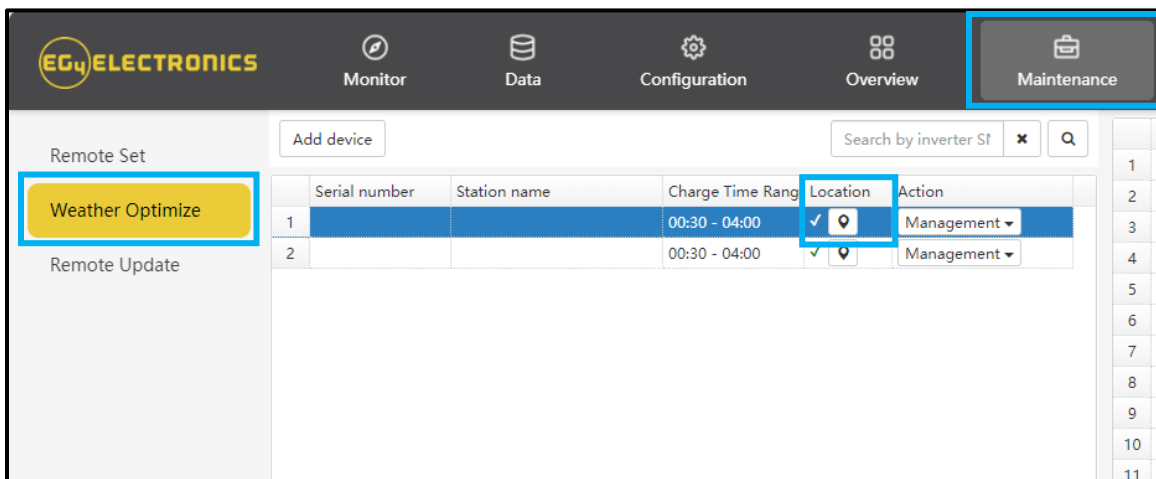 EG4 ELECTRONICS
Monitor
Data
Configuration
Overview
Maintenance
Remote Set
Weather Optimize
Remote Update
Add device
Search by inverter SN
Serial number Station name Charge Time Rang Location Action
1 00:30 - 04:00 Management
2 00:30 - 04:00 Management
1
2
3
4
5
6
7
8
9
10
11